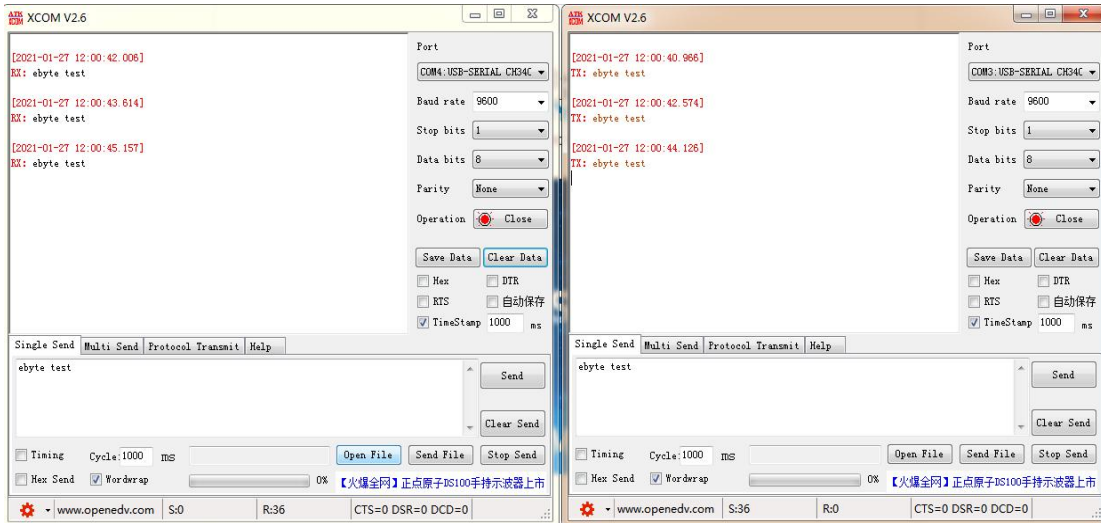 ATK XCOM XCOM V2.6
[2021-01-27 12:00:42.006]
RX: ebyte test
[2021-01-27 12:00:43.614]
RX: ebyte test
[2021-01-27 12:00:45.157]
RX: ebyte test
Port
COM4:USB-SERIAL CH34C
Baud rate 9600
Stop bits 1
Data bits 8
Parity None
Operation Close
Save Data Clear Data
Hex DTR
RTS 自动保存
TimeStamp 1000 ms
Single Send Multi Send Protocol Transmit Help
ebyte test
Send
Clear Send
Timing Cycle: 1000 ms Open File Send File Stop Send
Hex Send Wordwrap 0% 【火爆全网】正点原子DS100手持示波器上市
www.openedv.com S:0 R:36 CTS=0 DSR=0 DCD=0
ATK XCOM XCOM V2.6
[2021-01-27 12:00:40.966]
TX: ebyte test
[2021-01-27 12:00:42.574]
TX: ebyte test
[2021-01-27 12:00:44.126]
TX: ebyte test
Port
COM3:USB-SERIAL CH34C
Baud rate 9600
Stop bits 1
Data bits 8
Parity None
Operation Close
Save Data Clear Data
Hex DTR
RTS 自动保存
TimeStamp 1000 ms
Single Send Multi Send Protocol Transmit Help
ebyte test
Send
Clear Send
Timing Cycle: 1000 ms Open File Send File Stop Send
Hex Send Wordwrap 0% 【火爆全网】正点原子DS100手持示波器上市
www.openedv.com S:36 R:0 CTS=0 DSR=0 DCD=0